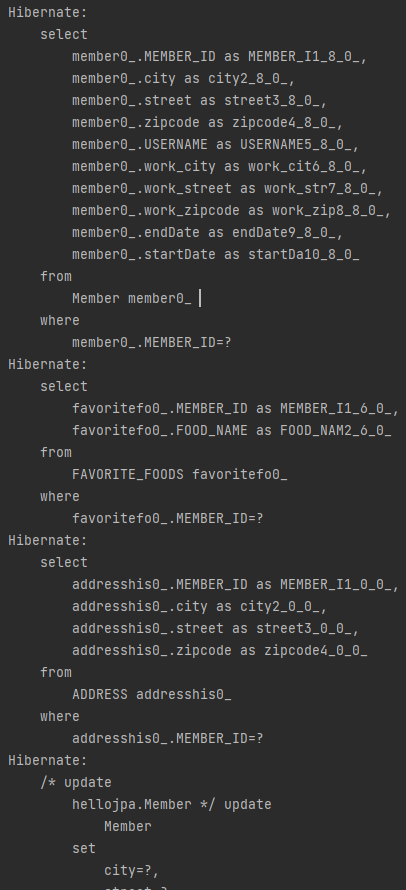 Hibernate:
    select
        member0_.MEMBER_ID as MEMBER_I1_8_0_,
        member0_.city as city2_8_0_,
        member0_.street as street3_8_0_,
        member0_.zipcode as zipcode4_8_0_,
        member0_.USERNAME as USERNAME5_8_0_,
        member0_.work_city as work_cit6_8_0_,
        member0_.work_street as work_str7_8_0_,
        member0_.work_zipcode as work_zip8_8_0_,
        member0_.endDate as endDate9_8_0_,
        member0_.startDate as startDa10_8_0_
    from
        Member member0_
    where
        member0_.MEMBER_ID=?
Hibernate:
    select
        favoritefo0_.MEMBER_ID as MEMBER_I1_6_0_,
        favoritefo0_.FOOD_NAME as FOOD_NAM2_6_0_
    from
        FAVORITE_FOODS favoritefo0_
    where
        favoritefo0_.MEMBER_ID=?
Hibernate:
    select
        addresshis0_.MEMBER_ID as MEMBER_I1_0_0_,
        addresshis0_.city as city2_0_0_,
        addresshis0_.street as street3_0_0_,
        addresshis0_.zipcode as zipcode4_0_0_
    from
        ADDRESS addresshis0_
    where
        addresshis0_.MEMBER_ID=?
Hibernate:
    /* update
        hellojpa.Member */ update
            Member
        set
            city=?,